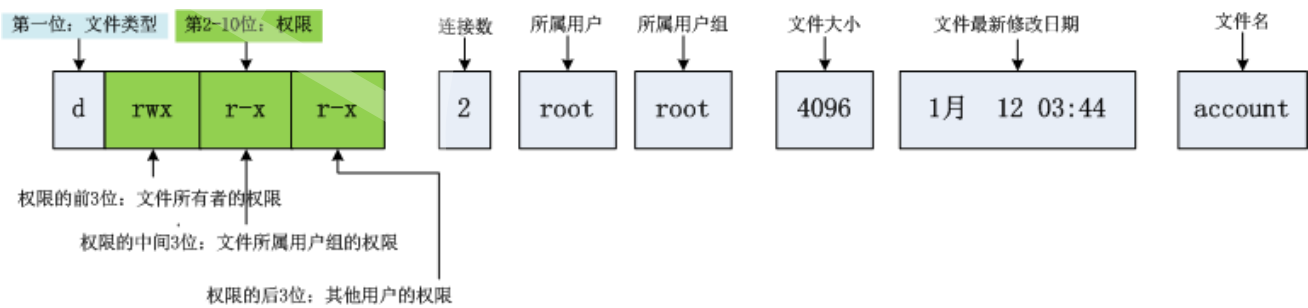 第一位：文件类型 第2-10位：权限 连接数 所属用户 所属用户组 文件大小 文件最新修改日期 文件名
d rwx r-x r-x 2 root root 4096 1月 12 03:44 account
权限的前3位：文件所有者的权限
权限的中间3位：文件所属用户组的权限
权限的后3位：其他用户的权限